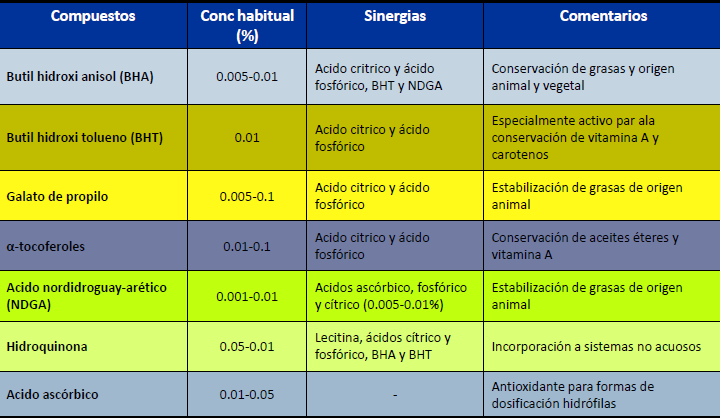 Compuestos
Conc habitual
(%)
Sinergias
Comentarios
Butil hidroxi anisol (BHA)
0.005-0.01
Acido critrico y ácido
fosfórico, BHT y NDGA
Conservación de grasas y origen
animal y vegetal
Butil hidroxi tolueno (BHT)
0.01
Acido citrico y ácido
fosfórico
Especialmente activo par ala
conservación de vitamina A y
carotenos
Galato de propilo
0.005-0.1
Acido citrico y ácido
fosfórico
Estabilización de grasas de origen
animal
α-tocoferoles
0.01-0.1
Acido citrico y ácido
fosfórico
Conservación de aceites éteres y
vitamina A
Acido nordidroguay-arético
(NDGA)
0.001-0.01
Acidos ascórbico, fosfórico
y cítrico (0.005-0.01%)
Estabilización de grasas de origen
animal
Hidroquinona
0.05-0.01
Lecitina, ácidos cítrico y
fosfórico, BHA y BHT
Incorporación a sistemas no acuosos
Acido ascórbico
0.01-0.05
-
Antioxidante para formas de
dosificación hidrófilas